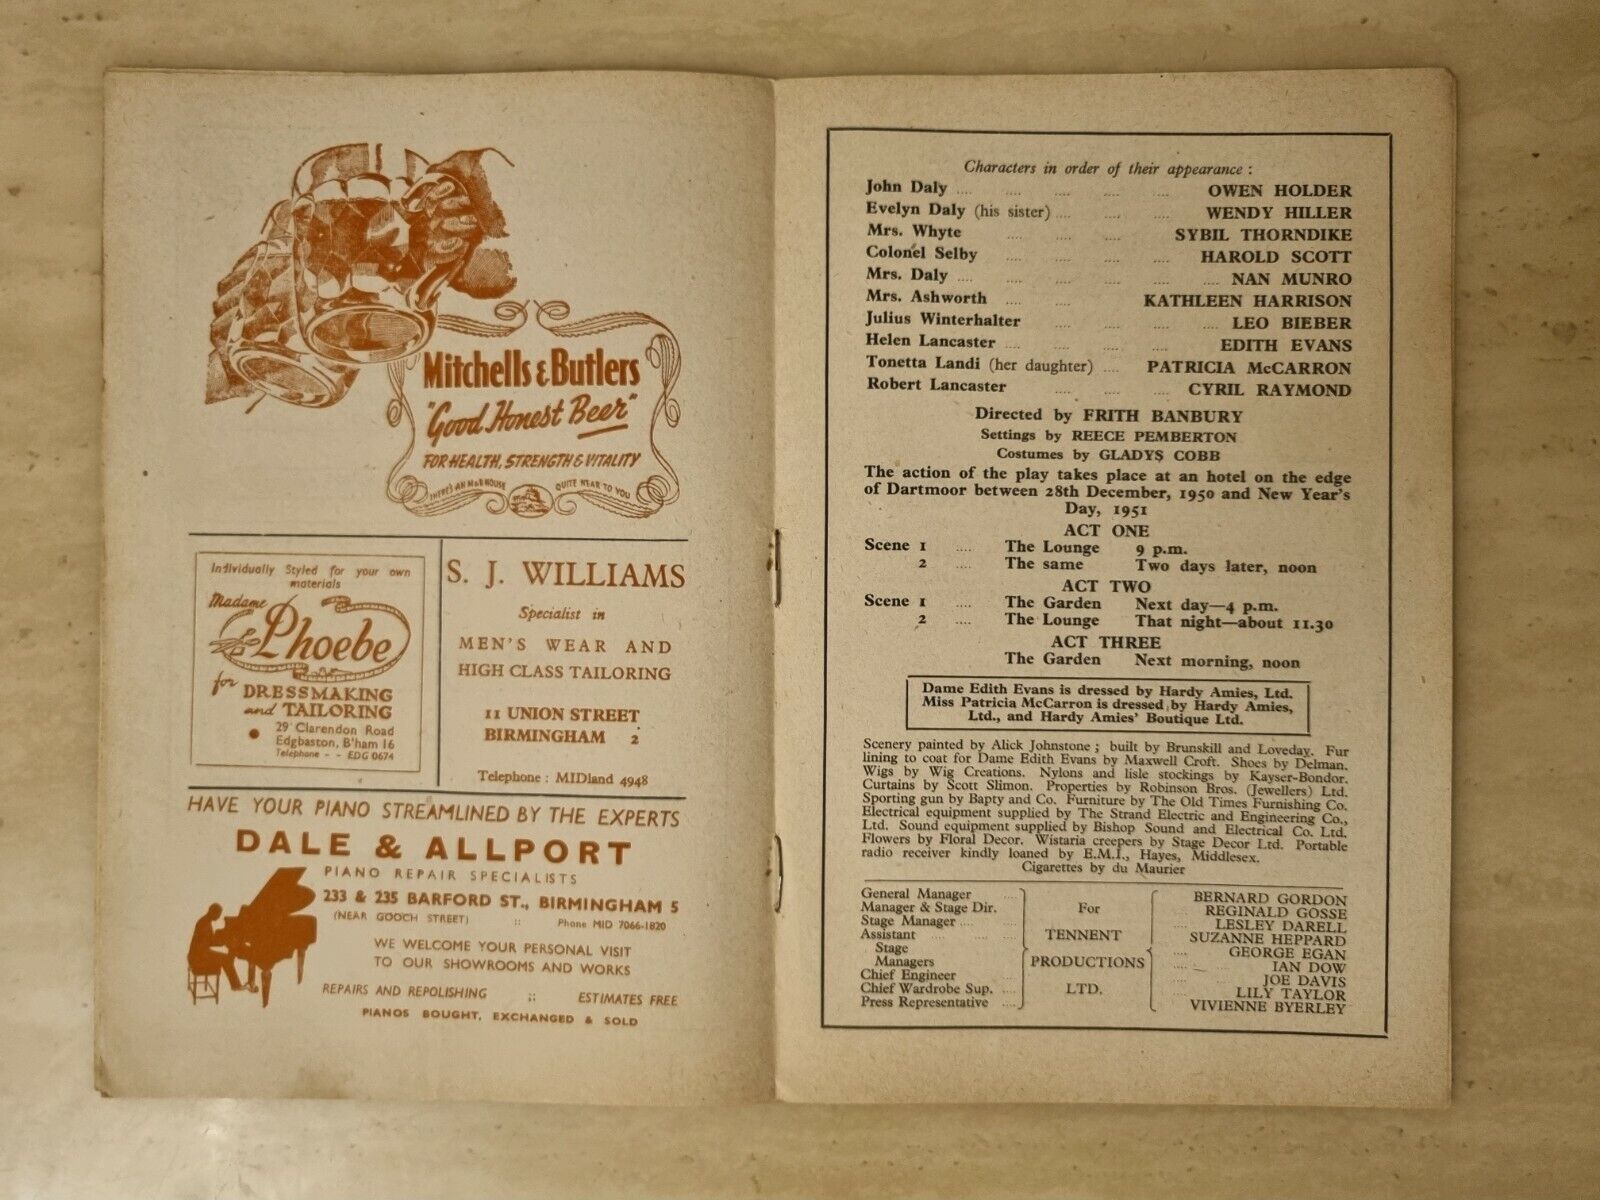 Mitchells & Butlers
"Good Honest Beer"
FOR HEALTH, STRENGTH & VITALITY
THERE'S AN M&B HOUSE QUITE NEAR TO YOU
Individually Styled for your own
materials
Madame
Phoebe
for
DRESSMAKING
and TAILORING
29 Clarendon Road
Edgbaston, B'ham 16
Telephone - - EDG 0674
S. J. WILLIAMS
Specialist in
MEN'S WEAR AND
HIGH CLASS TAILORING
11 UNION STREET
BIRMINGHAM 2
Telephone : MIDland 4948
HAVE YOUR PIANO STREAMLINED BY THE EXPERTS
DALE & ALLPORT
PIANO REPAIR SPECIALISTS
233 & 235 BARFORD ST., BIRMINGHAM 5
(NEAR GOOCH STREET) :: Phone MID 7066-1820
WE WELCOME YOUR PERSONAL VISIT
TO OUR SHOWROOMS AND WORKS
REPAIRS AND REPOLISHING :: ESTIMATES FREE
PIANOS BOUGHT, EXCHANGED & SOLD
Characters in order of their appearance :
John Daly .... .... .... .... .... OWEN HOLDER
Evelyn Daly (his sister) .... .... .... WENDY HILLER
Mrs. Whyte .... .... .... SYBIL THORNDIKE
Colonel Selby .... .... .... HAROLD SCOTT
Mrs. Daly .... .... .... .... .... NAN MUNRO
Mrs. Ashworth .... .... KATHLEEN HARRISON
Julius Winterhalter .... .... .... .... LEO BIEBER
Helen Lancaster .... .... .... .... EDITH EVANS
Tonetta Landi (her daughter) .... PATRICIA McCARRON
Robert Lancaster .... .... .... CYRIL RAYMOND
Directed by FRITH BANBURY
Settings by REECE PEMBERTON
Costumes by GLADYS COBB
The action of the play takes place at an hotel on the edge
of Dartmoor between 28th December, 1950 and New Year's
Day, 1951
ACT ONE
Scene 1 .... The Lounge 9 p.m.
2 .... The same Two days later, noon
ACT TWO
Scene 1 .... The Garden Next day—4 p.m.
2 .... The Lounge That night—about 11.30
ACT THREE
The Garden Next morning, noon
Dame Edith Evans is dressed by Hardy Amies, Ltd.
Miss Patricia McCarron is dressed by Hardy Amies,
Ltd., and Hardy Amies' Boutique Ltd.
Scenery painted by Alick Johnstone ; built by Brunskill and Loveday. Fur
lining to coat for Dame Edith Evans by Maxwell Croft. Shoes by Delman.
Wigs by Wig Creations. Nylons and lisle stockings by Kayser-Bondor.
Curtains by Scott Slimon. Properties by Robinson Bros. (Jewellers) Ltd.
Sporting gun by Bapty and Co. Furniture by The Old Times Furnishing Co.
Electrical equipment supplied by The Strand Electric and Engineering Co.,
Ltd. Sound equipment supplied by Bishop Sound and Electrical Co. Ltd.
Flowers by Floral Decor. Wistaria creepers by Stage Decor Ltd. Portable
radio receiver kindly loaned by E.M.I., Hayes, Middlesex.
Cigarettes by du Maurier
General Manager .... BERNARD GORDON
Manager & Stage Dir. For REGINALD GOSSE
Stage Manager .... .... LESLEY DARELL
Assistant .... .... TENNENT SUZANNE HEPPARD
Stage .... GEORGE EGAN
Managers PRODUCTIONS .... IAN DOW
Chief Engineer .... .... JOE DAVIS
Chief Wardrobe Sup. .... LTD. .... LILY TAYLOR
Press Representative .... VIVIENNE BYERLEY